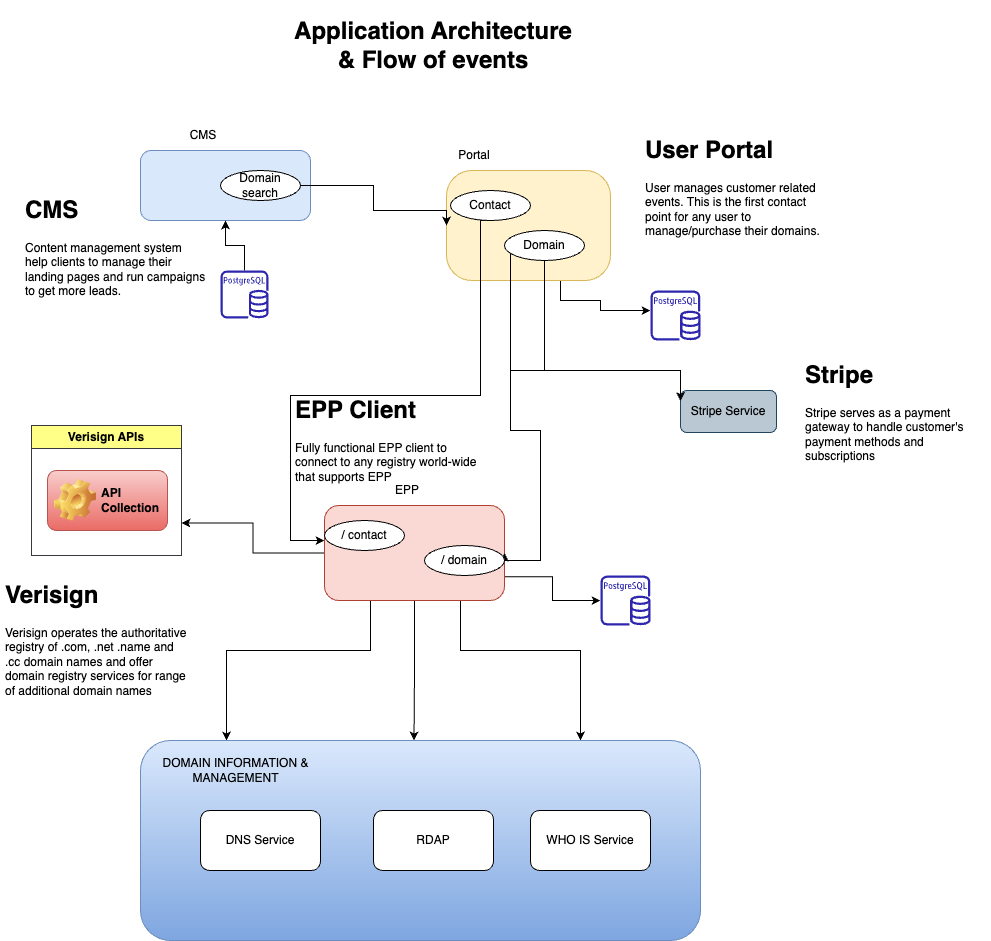 Application Architecture
& Flow of events
CMS
Domain
search
CMS
Content management system
help clients to manage their
landing pages and run campaigns
to get more leads.
PostgreSQL
Portal
Contact
Domain
User Portal
User manages customer related
events. This is the first contact
point for any user to
manage/purchase their domains.
PostgreSQL
Stripe
Stripe Service
Stripe serves as a payment
gateway to handle customer's
payment methods and
subscriptions
EPP Client
Fully functional EPP client to
connect to any registry world-wide
that supports EPP
EPP
/ contact
/ domain
PostgreSQL
Verisign APIs
API
Collection
Verisign
Verisign operates the authoritative
registry of .com, .net .name and
.cc domain names and offer
domain registry services for range
of additional domain names
DOMAIN INFORMATION &
MANAGEMENT
DNS Service
RDAP
WHO IS Service